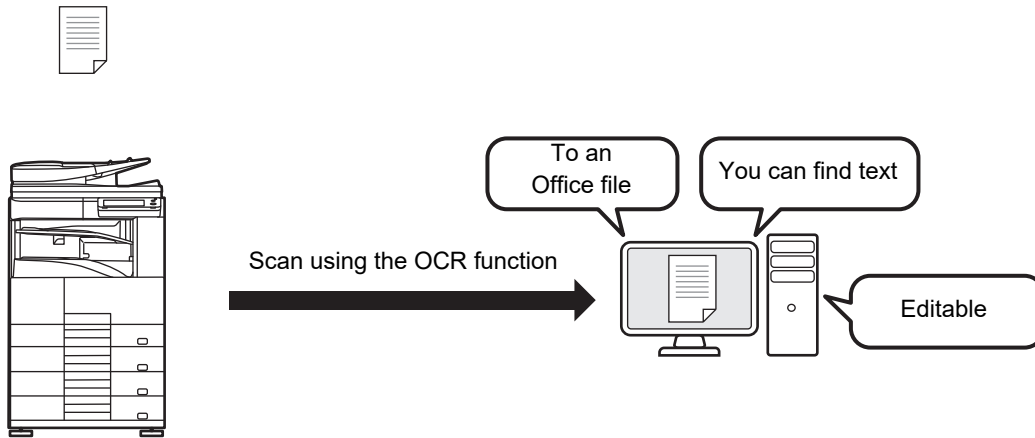 To an
Office file
You can find text
Scan using the OCR function
Editable